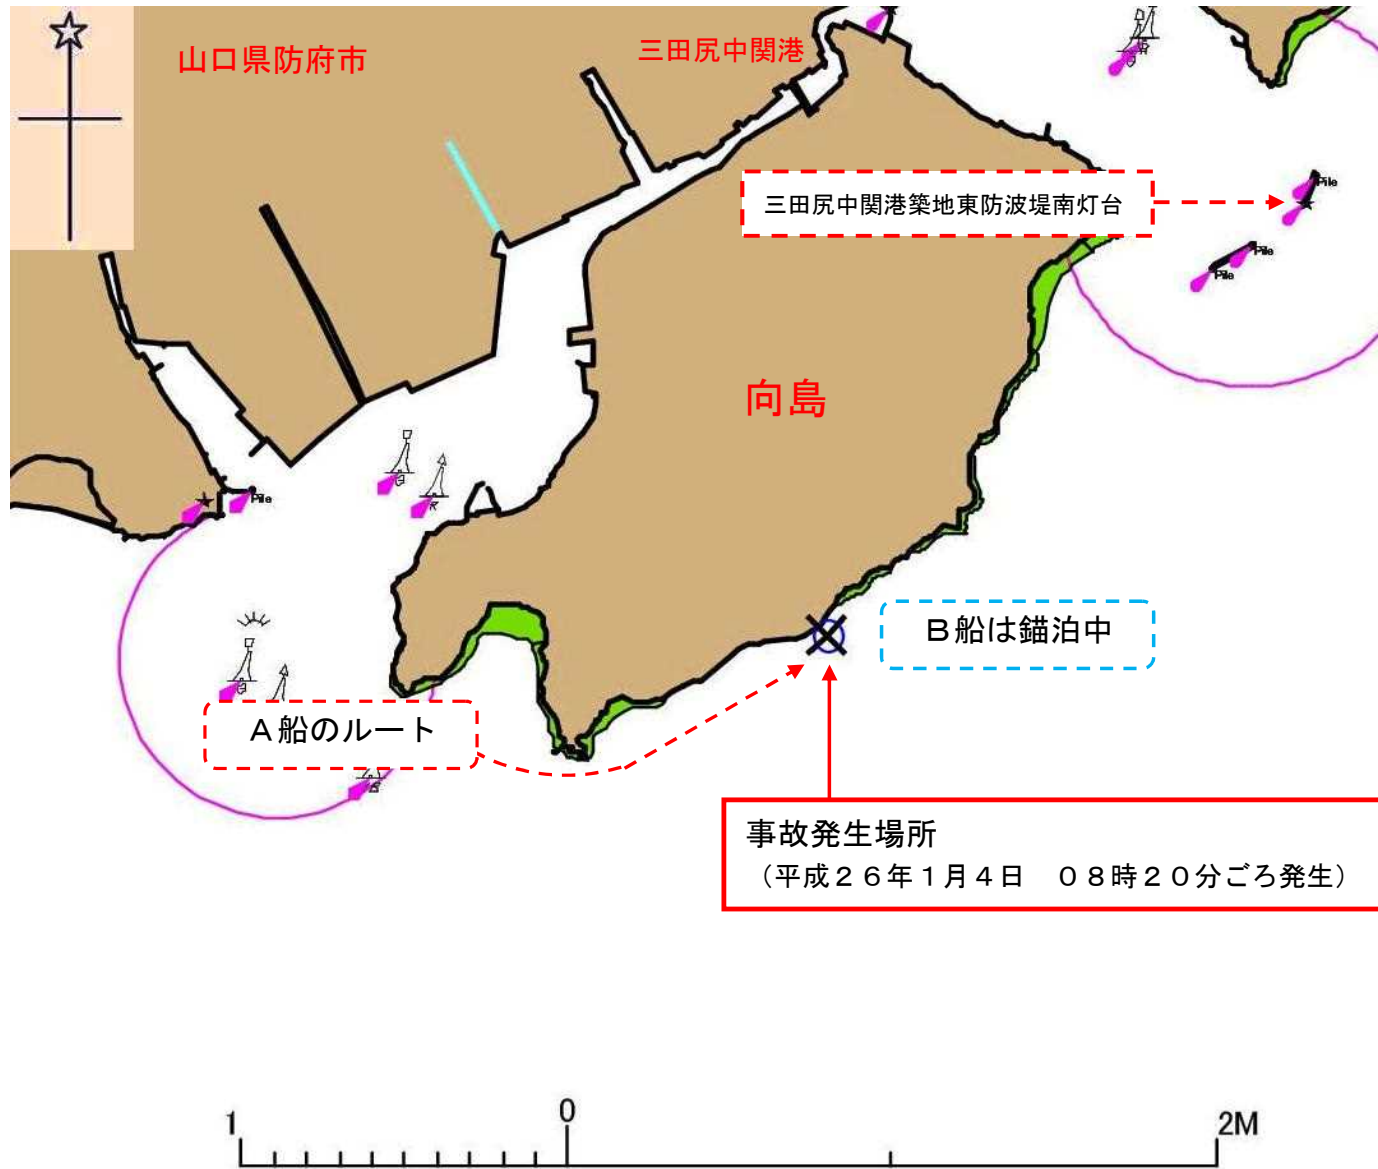 山口県防府市
三田尻中関港
三田尻中関港築地東防波堤南灯台
Pile
Pile
Pile
向島
Pile
G
R
B船は錨泊中
A船のルート
事故発生場所
（平成２６年１月４日　０８時２０分ごろ発生）
1 0 2M